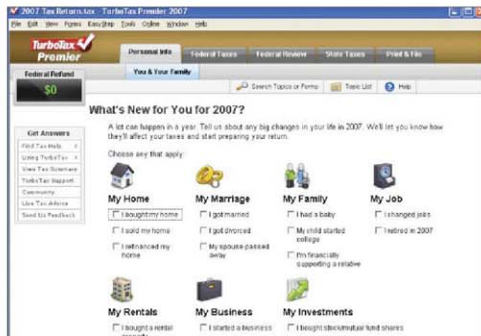 2007 Tax Return.tax - TurboTax Premier 2007
File Edit View Forms EasyStep Tools Online Window Help
TurboTax
Premier
Personal Info
Federal Taxes
Federal Review
State Taxes
Print & File
Federal Refund
$0
You & Your Family
Search Topics or Forms
Topic List
Help
What's New for You for 2007?
A lot can happen in a year. Tell us about any big changes in your life in 2007. We'll let you know how
they'll affect your taxes and start preparing your return.
Choose any that apply:
Get Answers
Find Tax Help
Using TurboTax
View Tax Summary
TurboTax Support
Community
Live Tax Advice
Send Us Feedback
My Home
I bought my home
I sold my home
I refinanced my
home
My Marriage
I got married
I got divorced
My spouse passed
away
My Family
I had a baby
My child started
college
I'm financially
supporting a relative
My Job
I changed jobs
I retired in 2007
My Rentals
I bought a rental
property
My Business
I started a business
My Investments
I bought stock/mutual fund shares